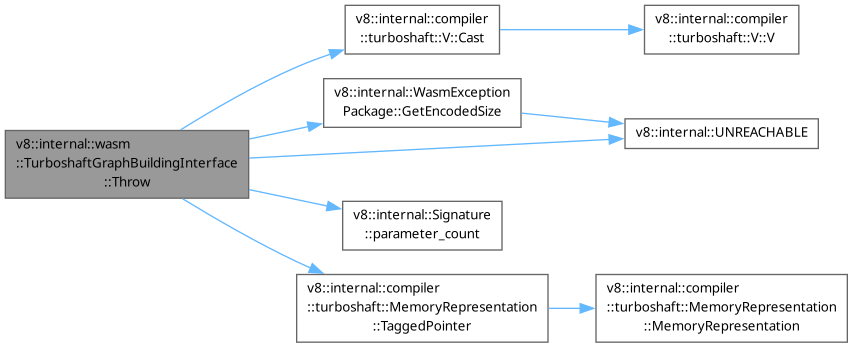 v8::internal::compiler
::turboshaft::V::Cast
v8::internal::compiler
::turboshaft::V::V
v8::internal::WasmException
Package::GetEncodedSize
v8::internal::UNREACHABLE
v8::internal::wasm
::TurboshaftGraphBuildingInterface
::Throw
v8::internal::Signature
::parameter_count
v8::internal::compiler
::turboshaft::MemoryRepresentation
::TaggedPointer
v8::internal::compiler
::turboshaft::MemoryRepresentation
::MemoryRepresentation